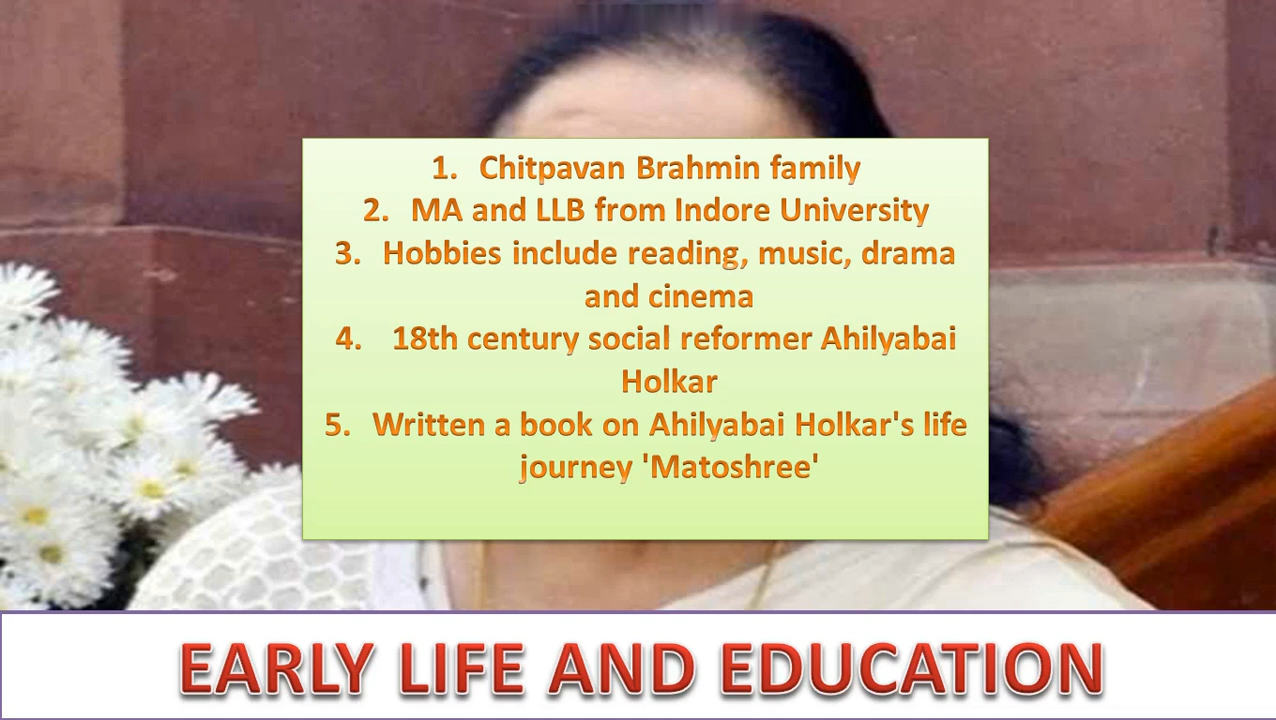 1. Chitpavan Brahmin family
2. MA and LLB from Indore University
3. Hobbies include reading, music, drama
and cinema
4. 18th century social reformer Ahilyabai
Holkar
5. Written a book on Ahilyabai Holkar's life
journey 'Matoshree'
EARLY LIFE AND EDUCATION